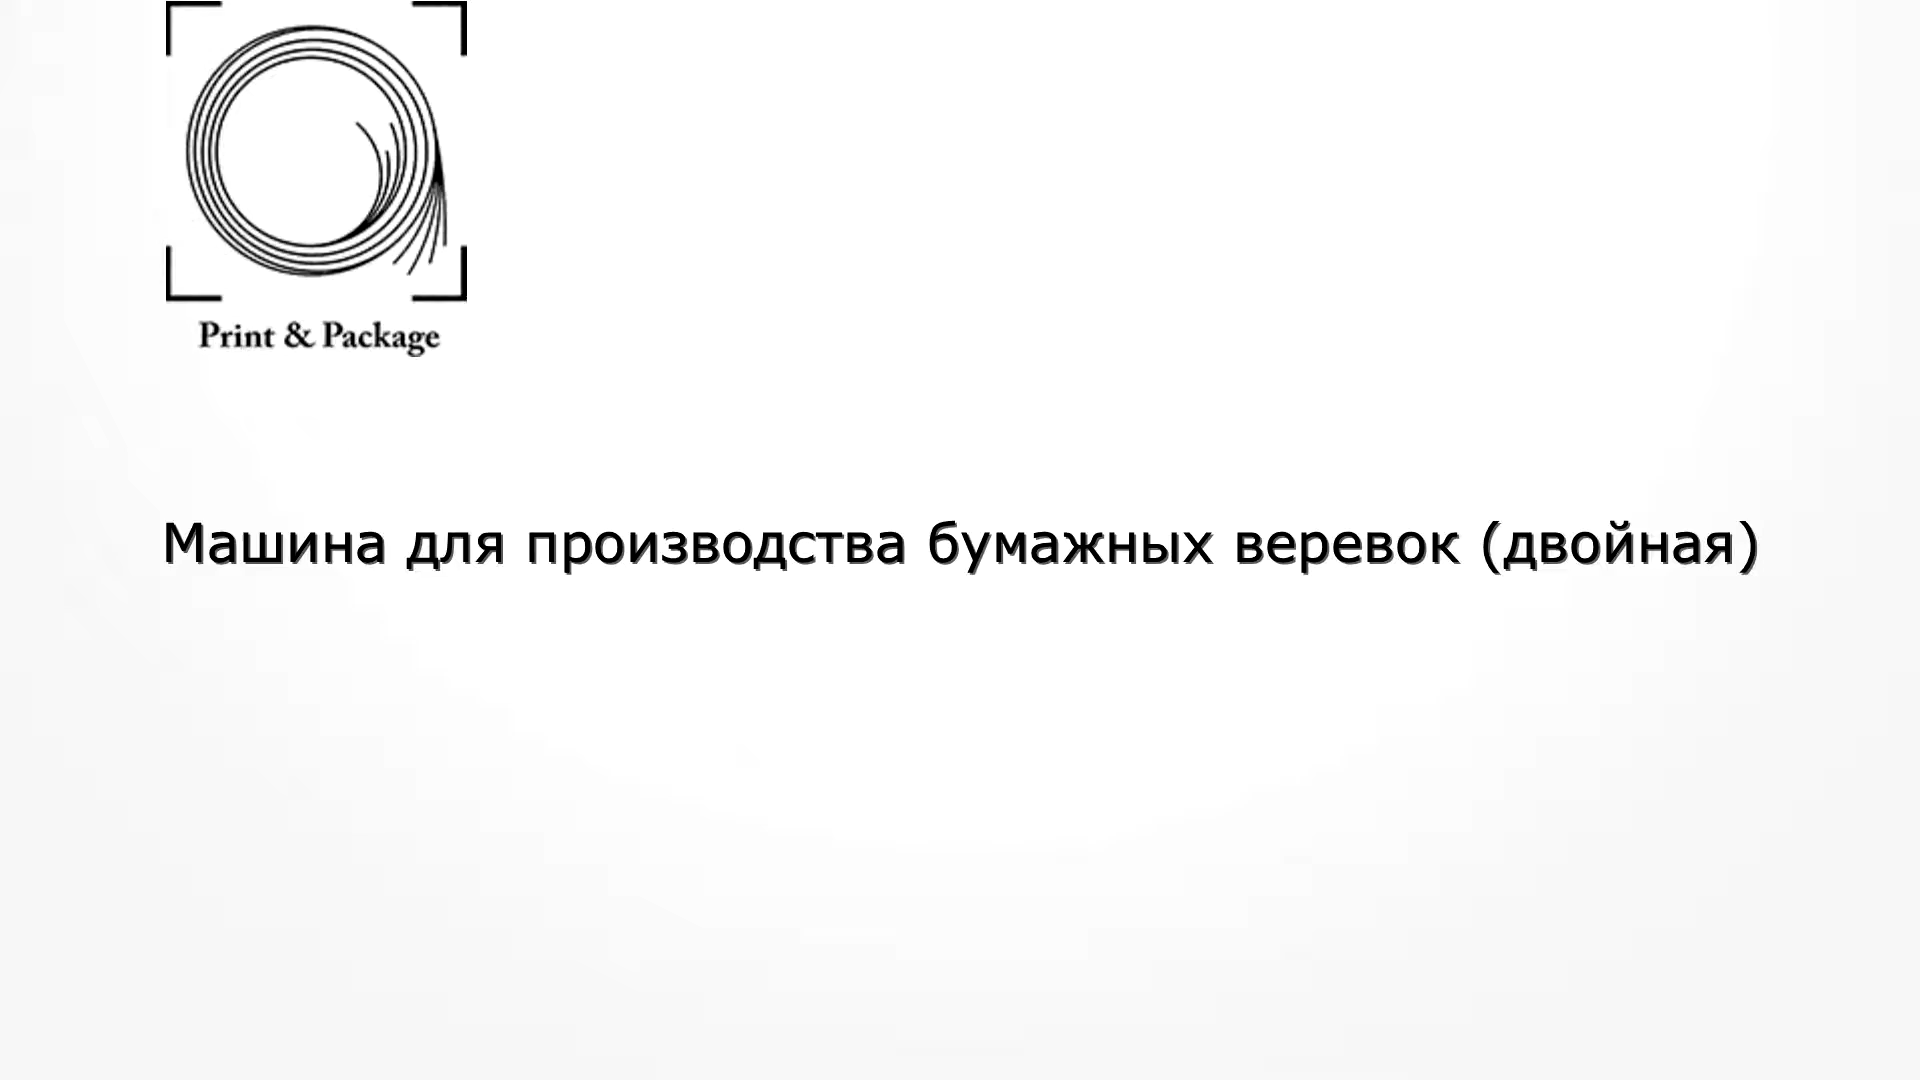 Print & Package
Машина для производства бумажных веревок (двойная)